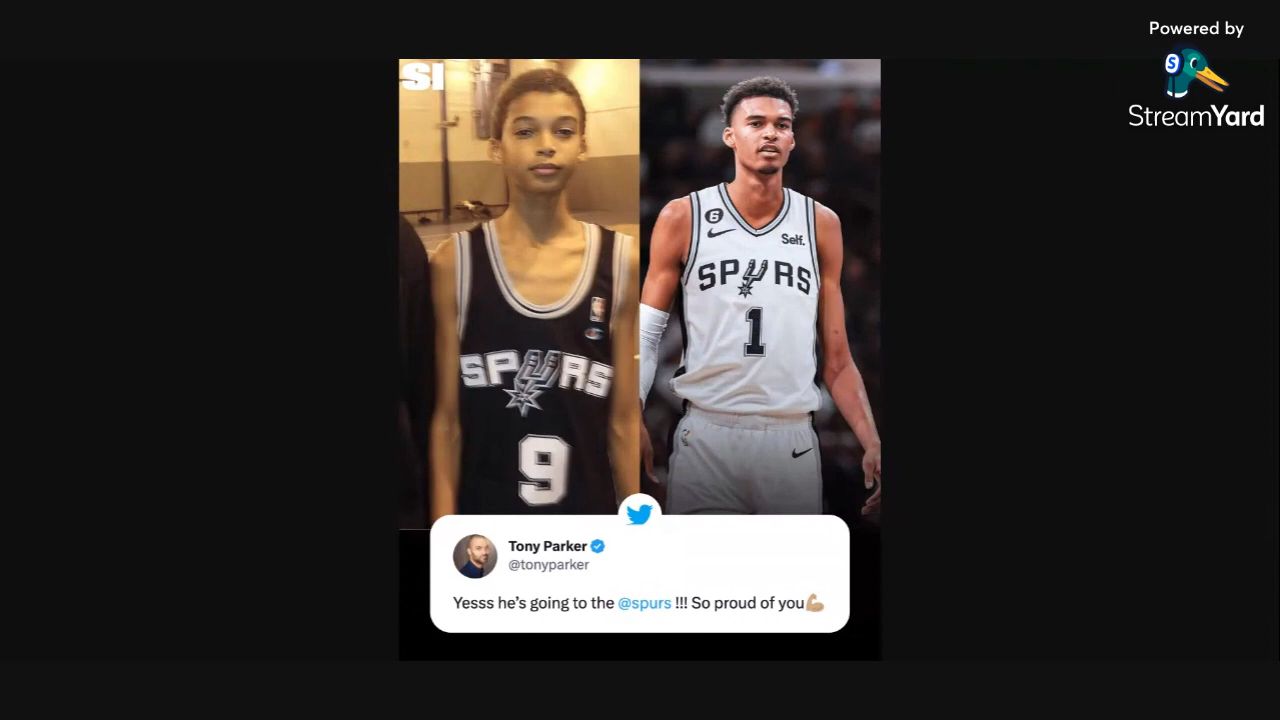 Powered by
S
StreamYard
SI
6
Self.
SPURS
1
SPURS
9
Tony Parker
@tonyparker
Yesss he's going to the @spurs !!! So proud of you💪🏼